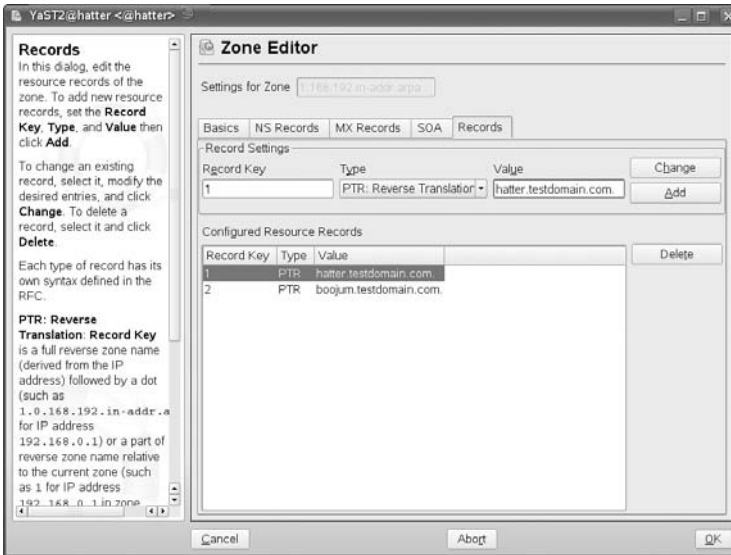 YaST2@hatter <@hatter>
Records
In this dialog, edit the
resource records of the
zone. To add new resource
records, set the Record
Key, Type, and Value then
click Add.
To change an existing
record, select it, modify the
desired entries, and click
Change. To delete a
record, select it and click
Delete.
Each type of record has its
own syntax defined in the
RFC.
PTR: Reverse
Translation: Record Key
is a full reverse zone name
(derived from the IP
address) followed by a dot
(such as
1.0.168.192.in-addr.a
for IP address
192.168.0.1) or a part of
reverse zone name relative
to the current zone (such
as 1 for IP address
192.168.0.1 in zone
Zone Editor
Settings for Zone 1.168.192.in-addr.arpa
Basics NS Records MX Records SOA Records
Record Settings
Record Key Type Value
1 PTR: Reverse Translation hatter.testdomain.com.
Change
Add
Configured Resource Records
Record Key Type Value
1 PTR hatter.testdomain.com.
2 PTR boojum.testdomain.com.
Delete
Cancel Abort OK